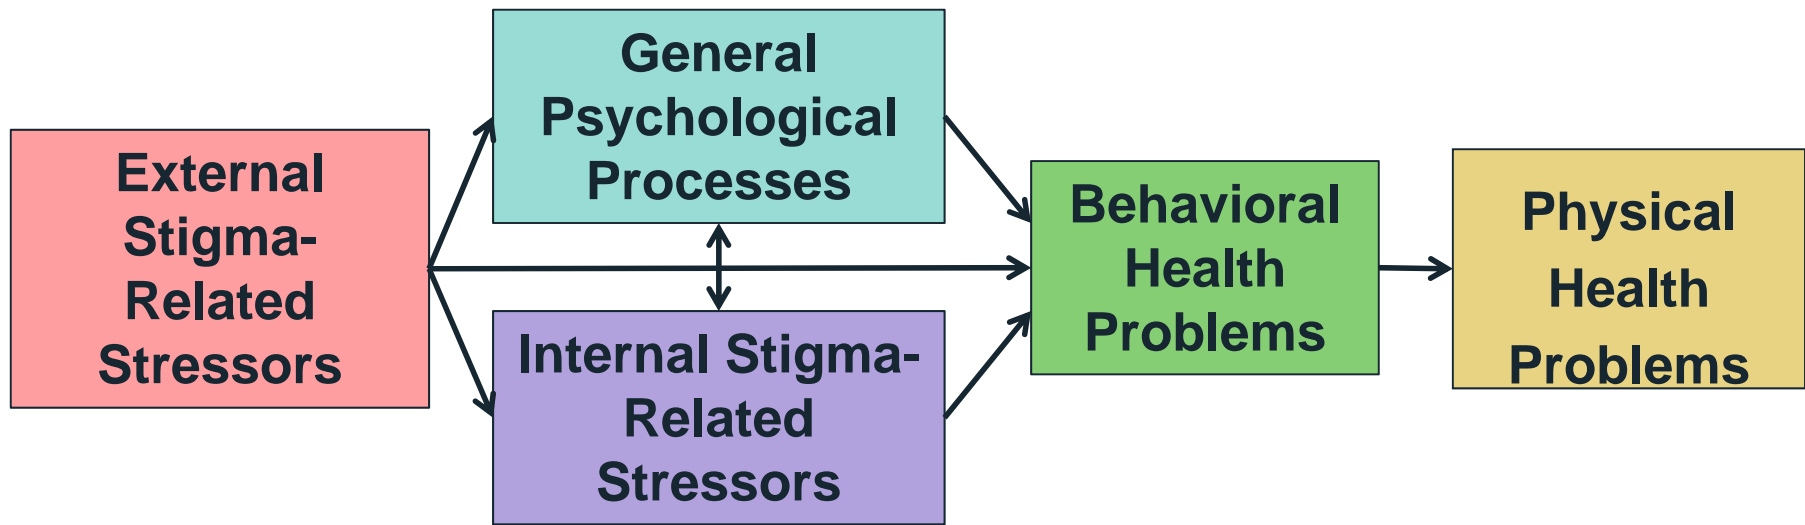 External
Stigma-
Related
Stressors
General
Psychological
Processes
Internal Stigma-
Related
Stressors
Behavioral
Health
Problems
Physical
Health
Problems